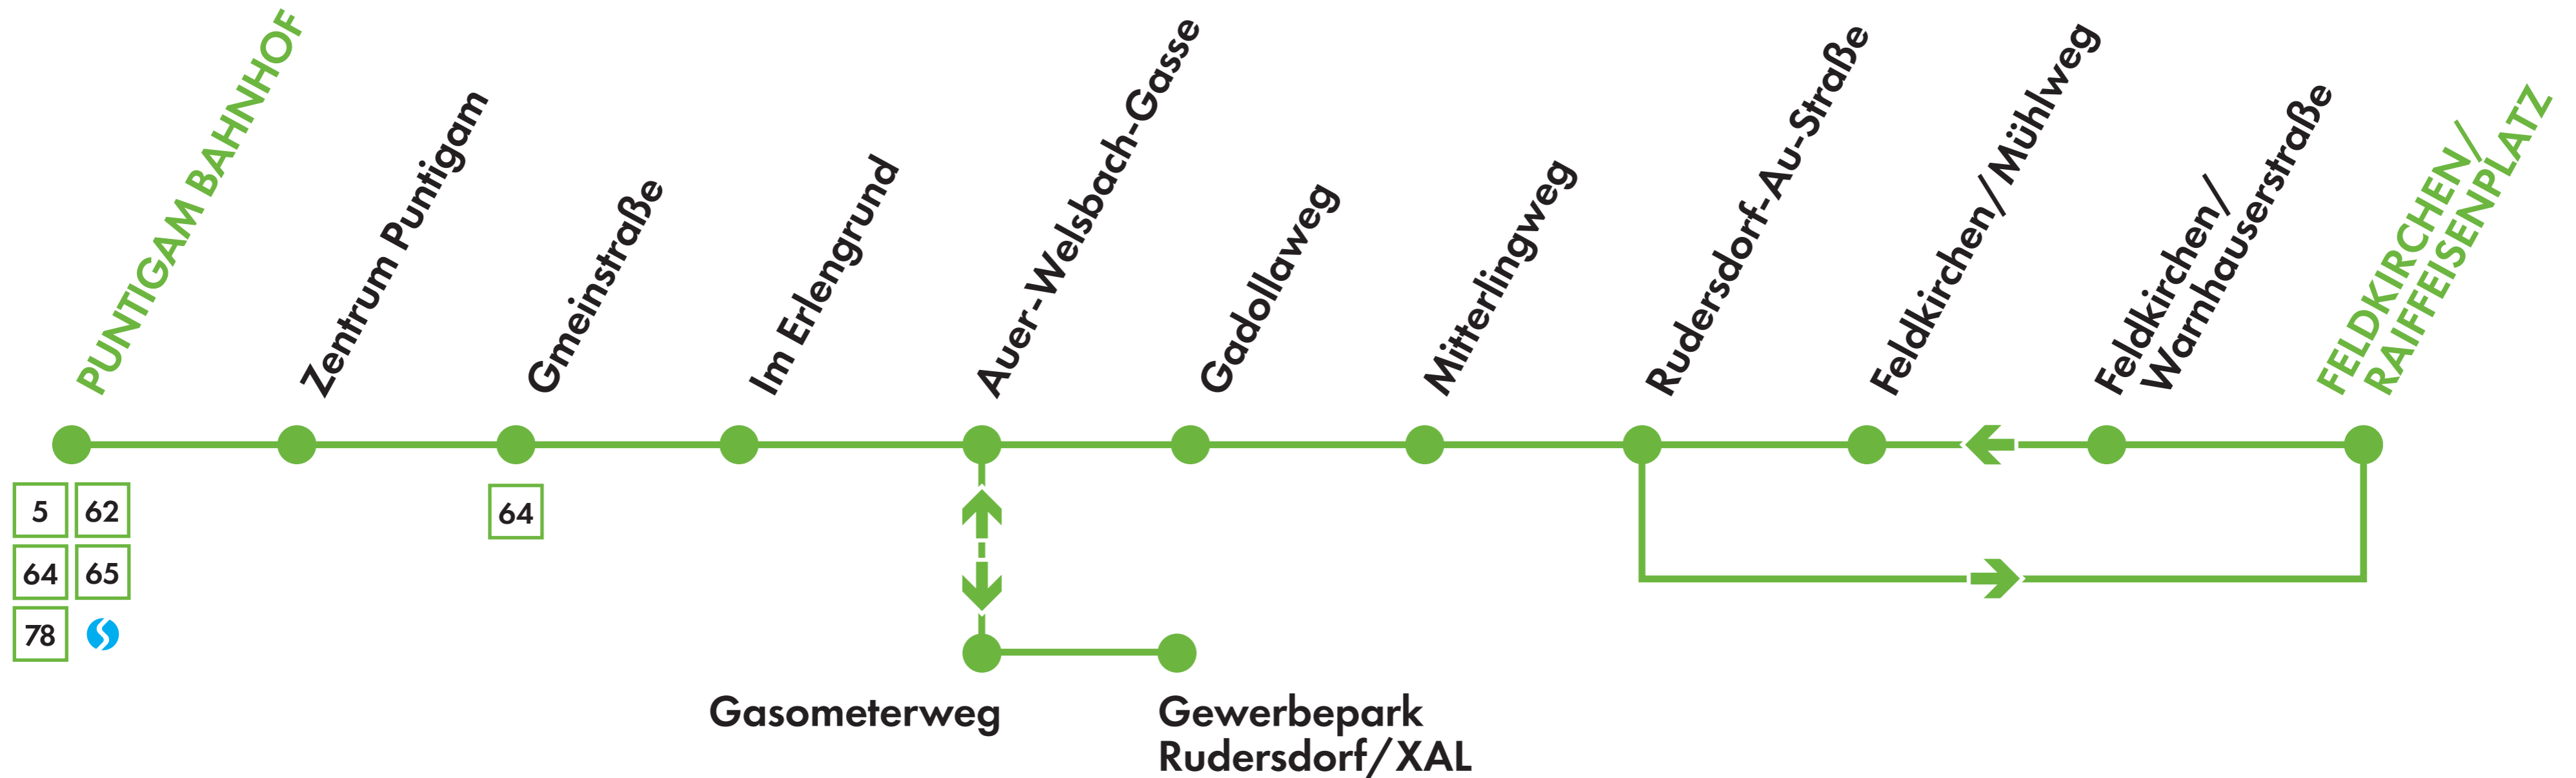 PUNTIGAM BAHNHOF
Zentrum Puntigam
Gmeinstraße
Im Erlengrund
Auer-Welsbach-Gasse
Gadollaweg
Mitterlingweg
Rudersdorf-Au-Straße
Feldkirchen/Mühlweg
Feldkirchen/
Warnhauserstraße
FELDKIRCHEN/
RAIFFEISENPLATZ
5 62
64 65
78
64
Gasometerweg
Gewerbepark
Rudersdorf/XAL